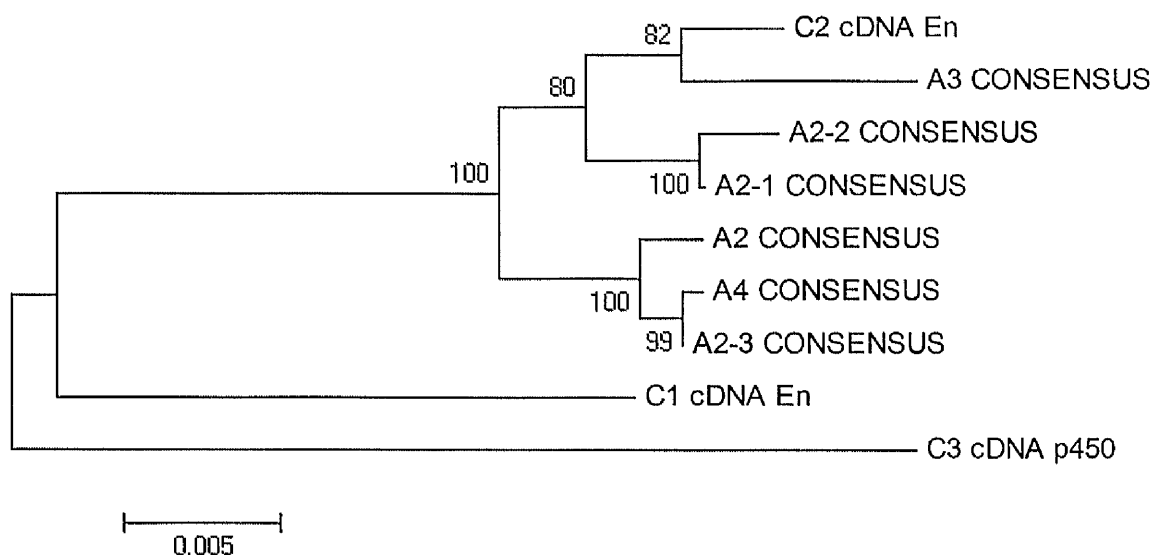 C2 cDNA En
82
A3 CONSENSUS
80
A2-2 CONSENSUS
100
100 A2-1 CONSENSUS
A2 CONSENSUS
A4 CONSENSUS
100
99 A2-3 CONSENSUS
C1 cDNA En
C3 cDNA p450
0.005